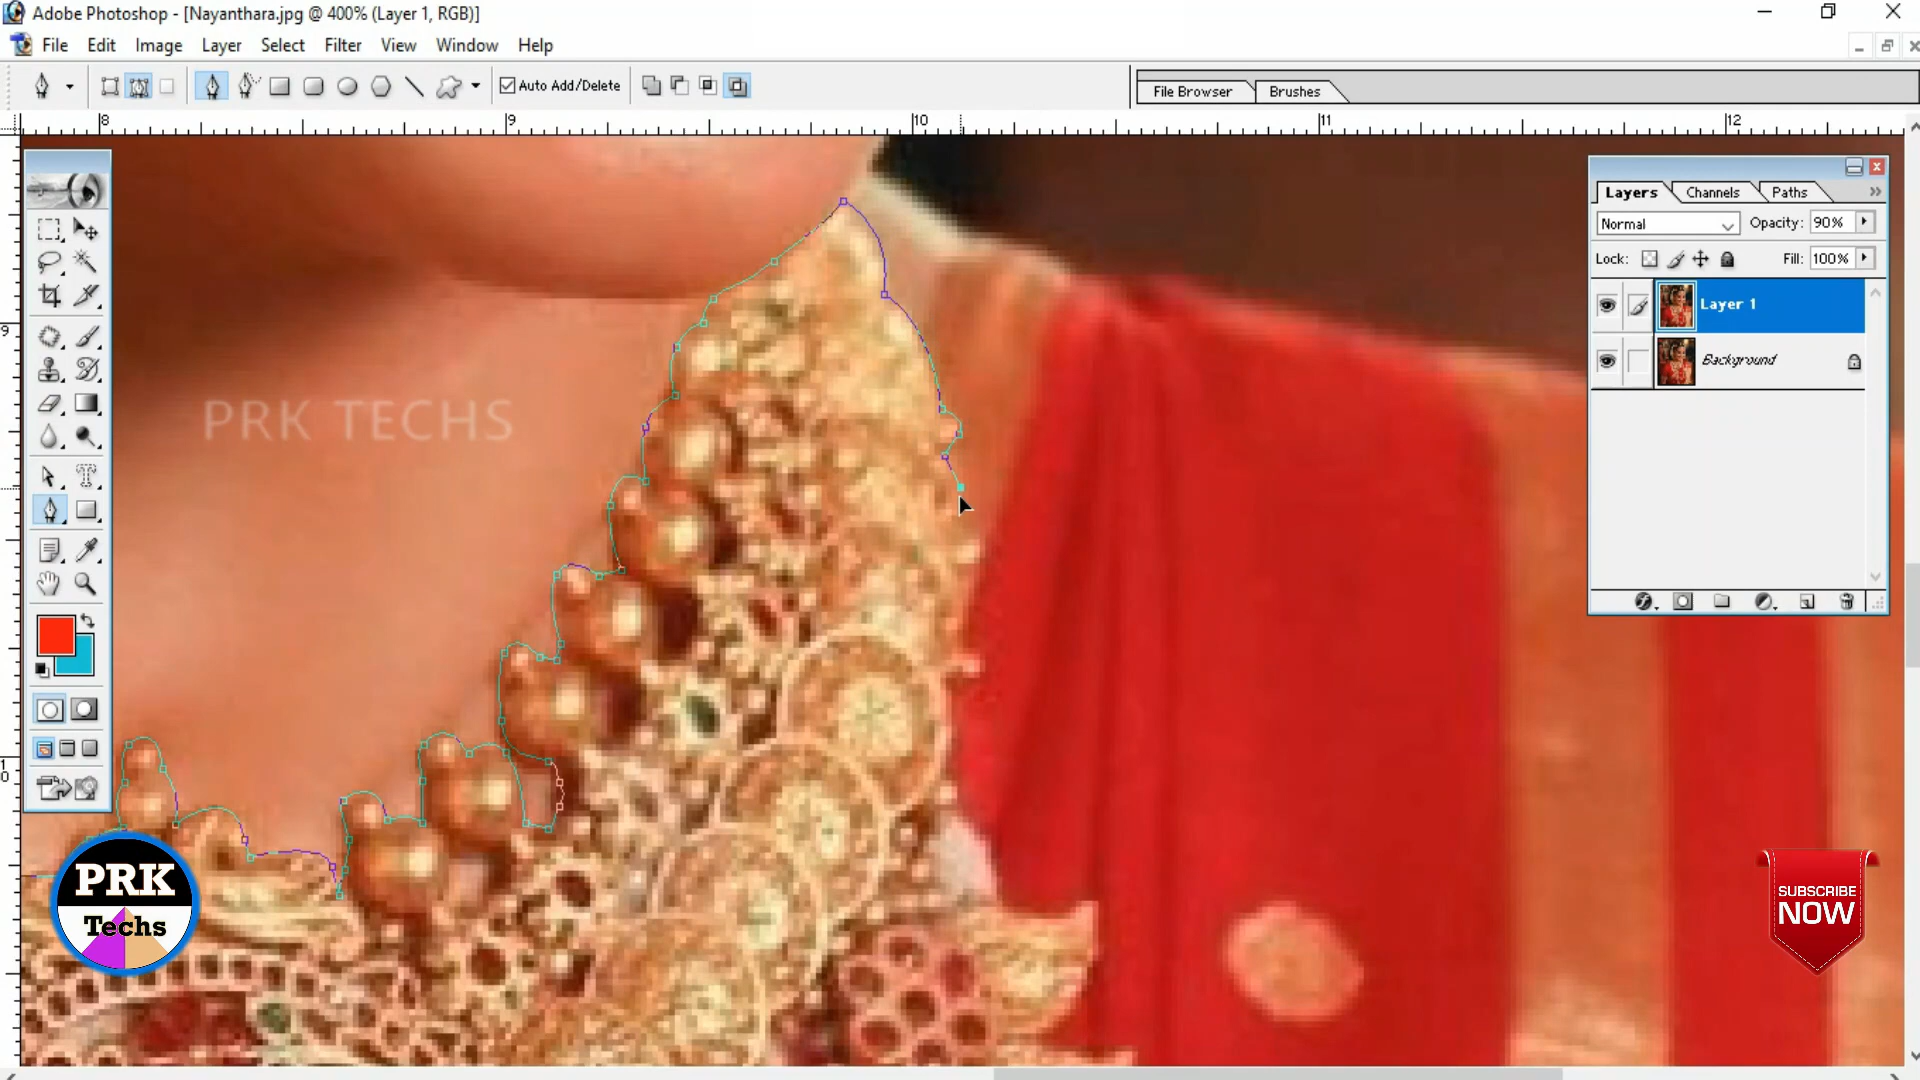 Adobe Photoshop - [Nayanthara.jpg @ 400% (Layer 1, RGB)]
File Edit Image Layer Select Filter View Window Help
Auto Add/Delete
File Browser Brushes
8 9 10 11 12
Layers Channels Paths
Normal Opacity: 90%
Lock: Fill: 100%
Layer 1
Background
9
10
PRK TECHS
PRK
Techs
SUBSCRIBE
NOW